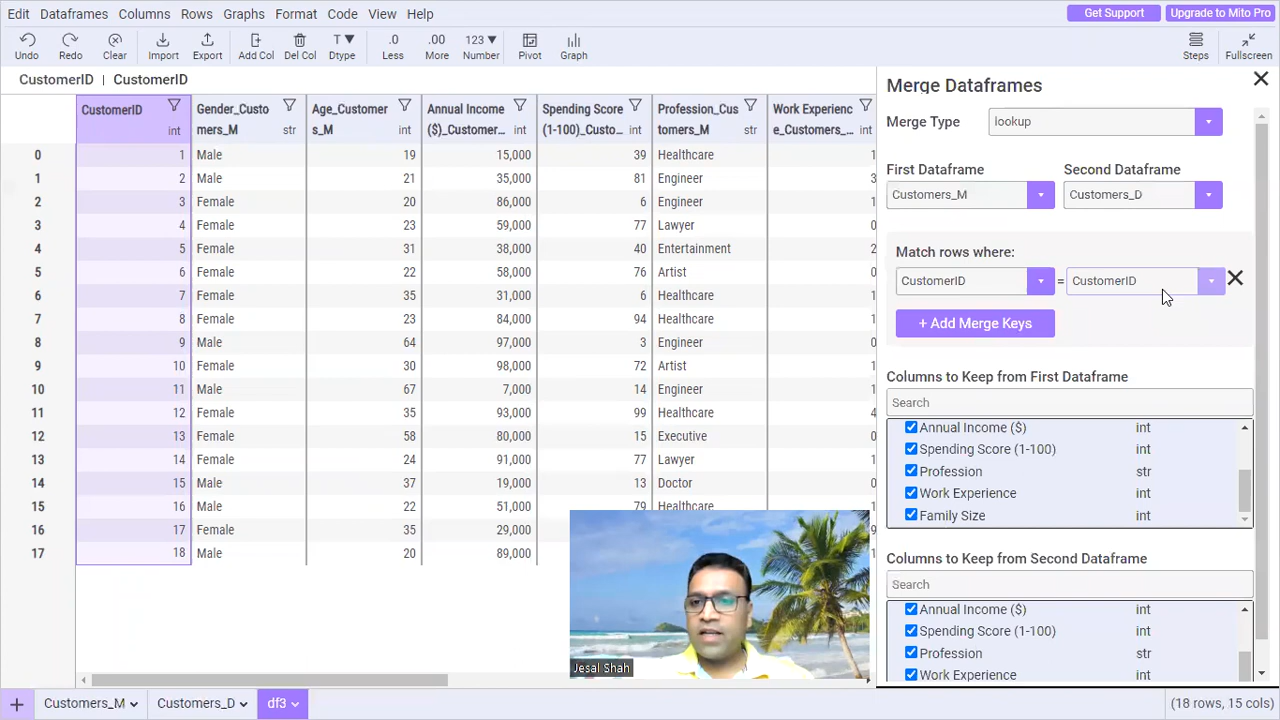 Edit Dataframes Columns Rows Graphs Format Code View Help Get Support Upgrade to Mito Pro
Undo Redo Clear Import Export Add Col Del Col T Dtype .0 Less .00 More 123 Number Pivot Graph Steps Fullscreen
CustomerID | CustomerID
CustomerID int
Gender_Customers_M str
Age_Customers_M int
Annual Income ($)_Customer... int
Spending Score (1-100)_Custo... int
Profession_Customers_M str
Work Experience_Customers_...
0 1 Male 19 15,000 39 Healthcare 1
1 2 Male 21 35,000 81 Engineer 3
2 3 Female 20 86,000 6 Engineer 1
3 4 Female 23 59,000 77 Lawyer 0
4 5 Female 31 38,000 40 Entertainment 2
5 6 Female 22 58,000 76 Artist 0
6 7 Female 35 31,000 6 Healthcare 1
7 8 Female 23 84,000 94 Healthcare 1
8 9 Male 64 97,000 3 Engineer 0
9 10 Female 30 98,000 72 Artist 1
10 11 Male 67 7,000 14 Engineer 1
11 12 Female 35 93,000 99 Healthcare 4
12 13 Female 58 80,000 15 Executive 0
13 14 Female 24 91,000 77 Lawyer 1
14 15 Male 37 19,000 13 Doctor 0
15 16 Male 22 51,000 79 Healthcare 1
16 17 Female 35 29,000 9
17 18 Male 20 89,000 1
Jesal Shah
Merge Dataframes
Merge Type lookup
First Dataframe Second Dataframe
Customers_M Customers_D
Match rows where:
CustomerID = CustomerID
+ Add Merge Keys
Columns to Keep from First Dataframe
Search
Annual Income ($) int
Spending Score (1-100) int
Profession str
Work Experience int
Family Size int
Columns to Keep from Second Dataframe
Search
Annual Income ($) int
Spending Score (1-100) int
Profession str
Work Experience int
+ Customers_M Customers_D df3 (18 rows, 15 cols)